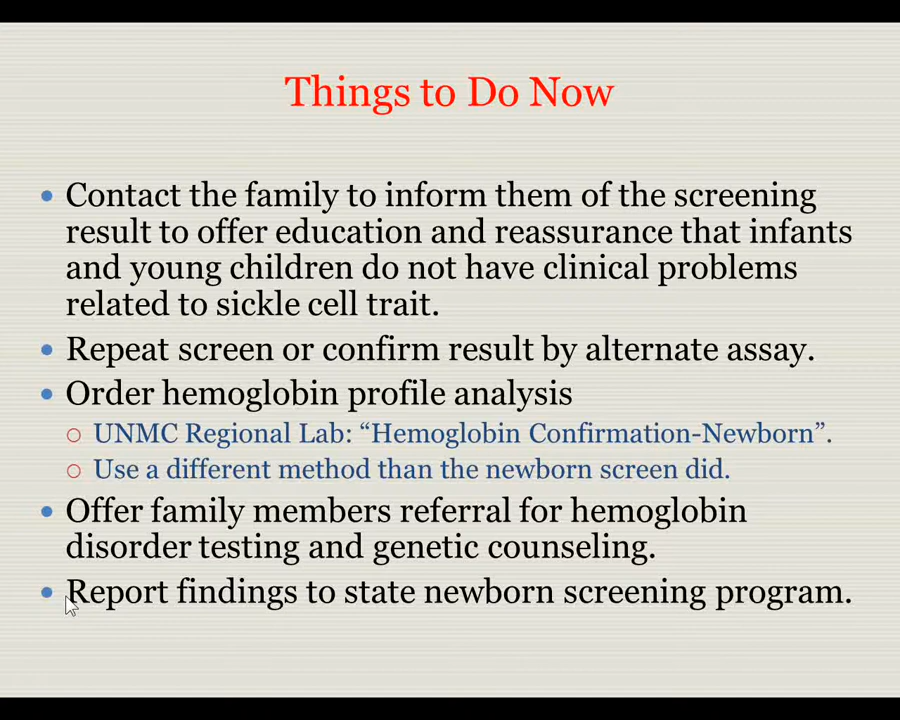 Things to Do Now
• Contact the family to inform them of the screening
result to offer education and reassurance that infants
and young children do not have clinical problems
related to sickle cell trait.
• Repeat screen or confirm result by alternate assay.
• Order hemoglobin profile analysis
○ UNMC Regional Lab: “Hemoglobin Confirmation-Newborn”.
○ Use a different method than the newborn screen did.
• Offer family members referral for hemoglobin
disorder testing and genetic counseling.
• Report findings to state newborn screening program.